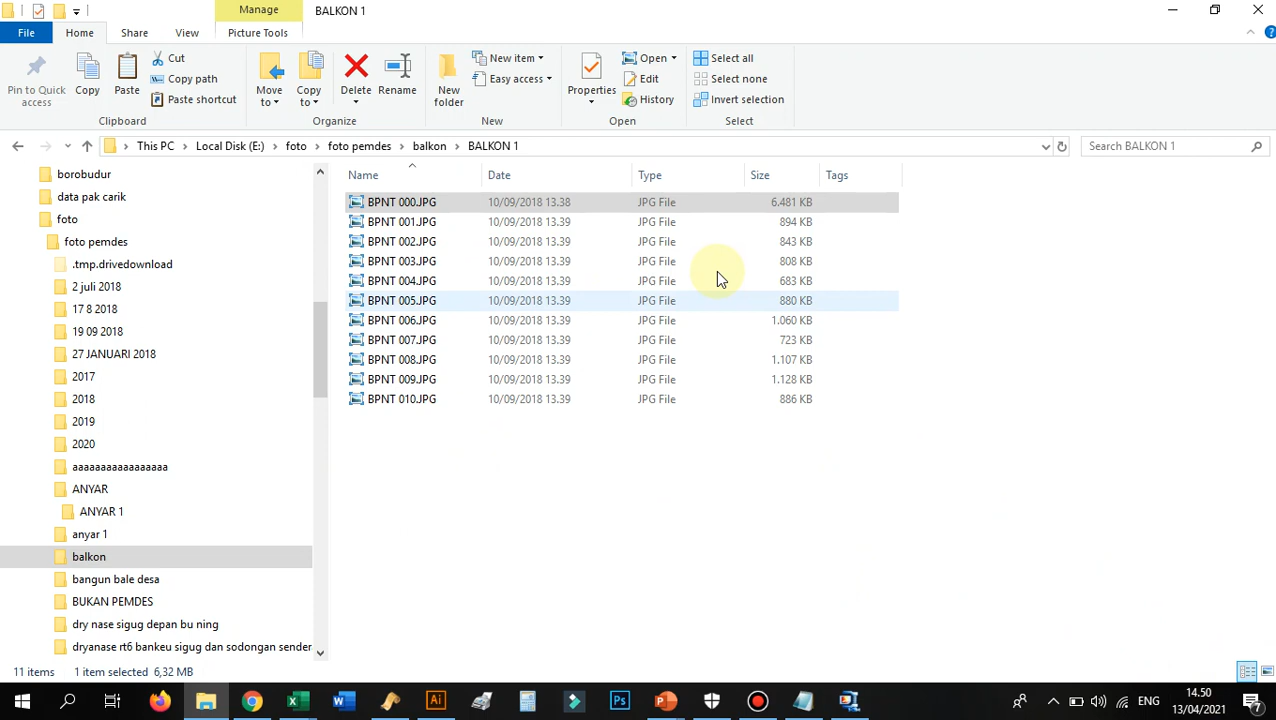 Manage
BALKON 1
File
Home
Share
View
Picture Tools
Pin to Quick access
Copy
Paste
Cut
Copy path
Paste shortcut
Move to
Copy to
Delete
Rename
New folder
New item
Easy access
Properties
Open
Edit
History
Select all
Select none
Invert selection
Clipboard
Organize
New
Open
Select
This PC
Local Disk (E:)
foto
foto pemdes
balkon
BALKON 1
Search BALKON 1
borobudur
data pak carik
foto
foto pemdes
.tmp.drivedownload
2 juli 2018
17 8 2018
19 09 2018
27 JANUARI 2018
2017
2018
2019
2020
aaaaaaaaaaaaaaaaa
ANYAR
ANYAR 1
anyar 1
balkon
bangun bale desa
BUKAN PEMDES
dry nase sigug depan bu ning
dryanase rt6 bankeu sigug dan sodongan sender
Name Date Type Size Tags
BPNT 000.JPG 10/09/2018 13.38 JPG File 6.481 KB
BPNT 001.JPG 10/09/2018 13.39 JPG File 894 KB
BPNT 002.JPG 10/09/2018 13.39 JPG File 843 KB
BPNT 003.JPG 10/09/2018 13.39 JPG File 808 KB
BPNT 004.JPG 10/09/2018 13.39 JPG File 683 KB
BPNT 005.JPG 10/09/2018 13.39 JPG File 880 KB
BPNT 006.JPG 10/09/2018 13.39 JPG File 1.060 KB
BPNT 007.JPG 10/09/2018 13.39 JPG File 723 KB
BPNT 008.JPG 10/09/2018 13.39 JPG File 1.107 KB
BPNT 009.JPG 10/09/2018 13.39 JPG File 1.128 KB
BPNT 010.JPG 10/09/2018 13.39 JPG File 886 KB
11 items 1 item selected 6,32 MB
Ai
Ps
ENG
14.50
13/04/2021
7